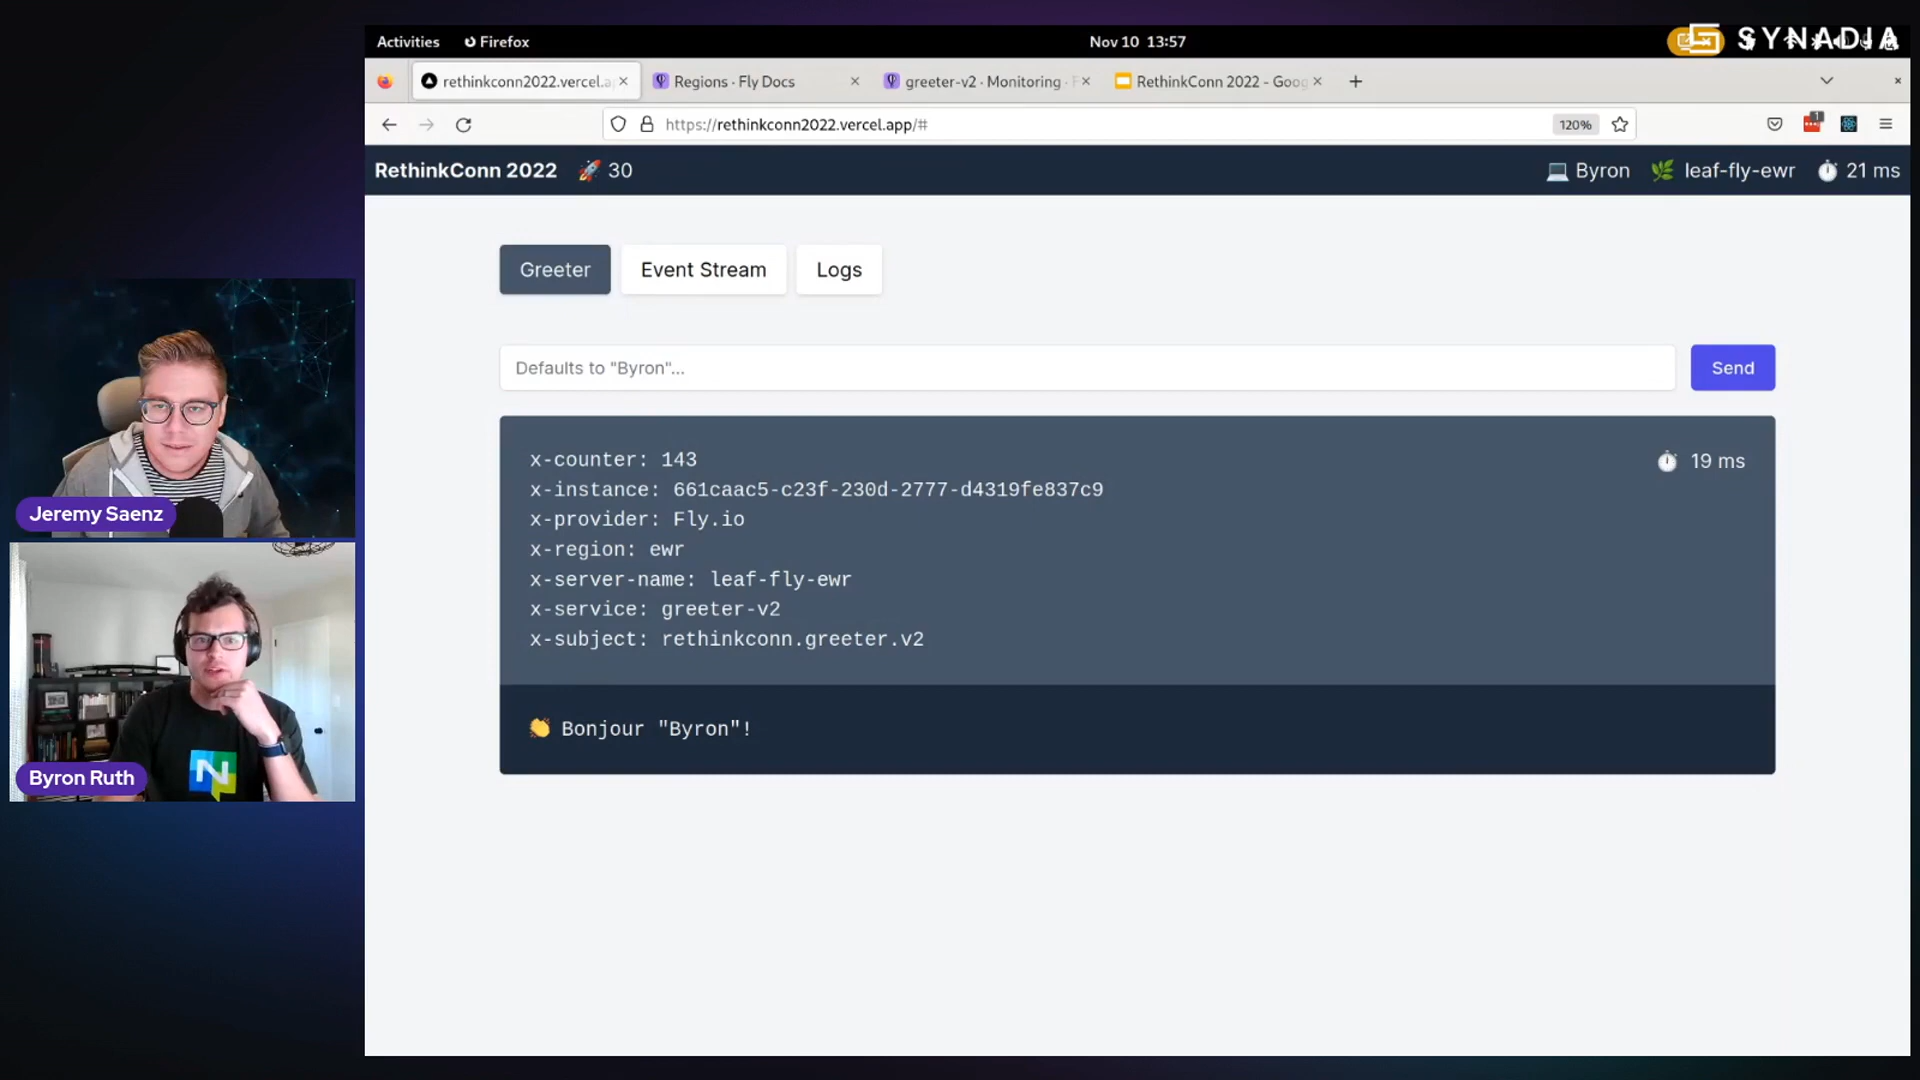 Activities
Firefox
Nov 10 13:57
SYNADIA
rethinkconn2022.vercel.a
Regions · Fly Docs
greeter-v2 · Monitoring ·
RethinkConn 2022 - Goog
https://rethinkconn2022.vercel.app/#
120%
1
RethinkConn 2022 🚀 30
💻 Byron 🌿 leaf-fly-ewr ⏱ 21 ms
Greeter
Event Stream
Logs
Defaults to "Byron"...
Send
x-counter: 143
⏱ 19 ms
x-instance: 661caac5-c23f-230d-2777-d4319fe837c9
x-provider: Fly.io
x-region: ewr
x-server-name: leaf-fly-ewr
x-service: greeter-v2
x-subject: rethinkconn.greeter.v2
👏 Bonjour "Byron"!
Jeremy Saenz
N
Byron Ruth